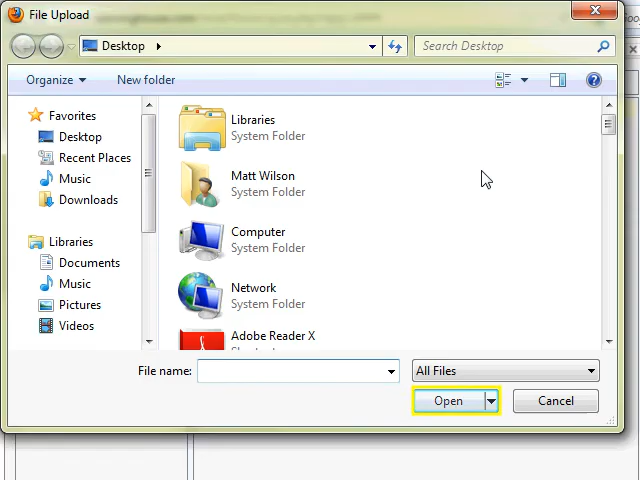 File Upload
Desktop
Search Desktop
Organize
New folder
Favorites
Desktop
Recent Places
Music
Downloads
Libraries
Documents
Music
Pictures
Videos
Libraries
System Folder
Matt Wilson
System Folder
Computer
System Folder
Network
System Folder
Adobe Reader X
File name:
All Files
Open
Cancel